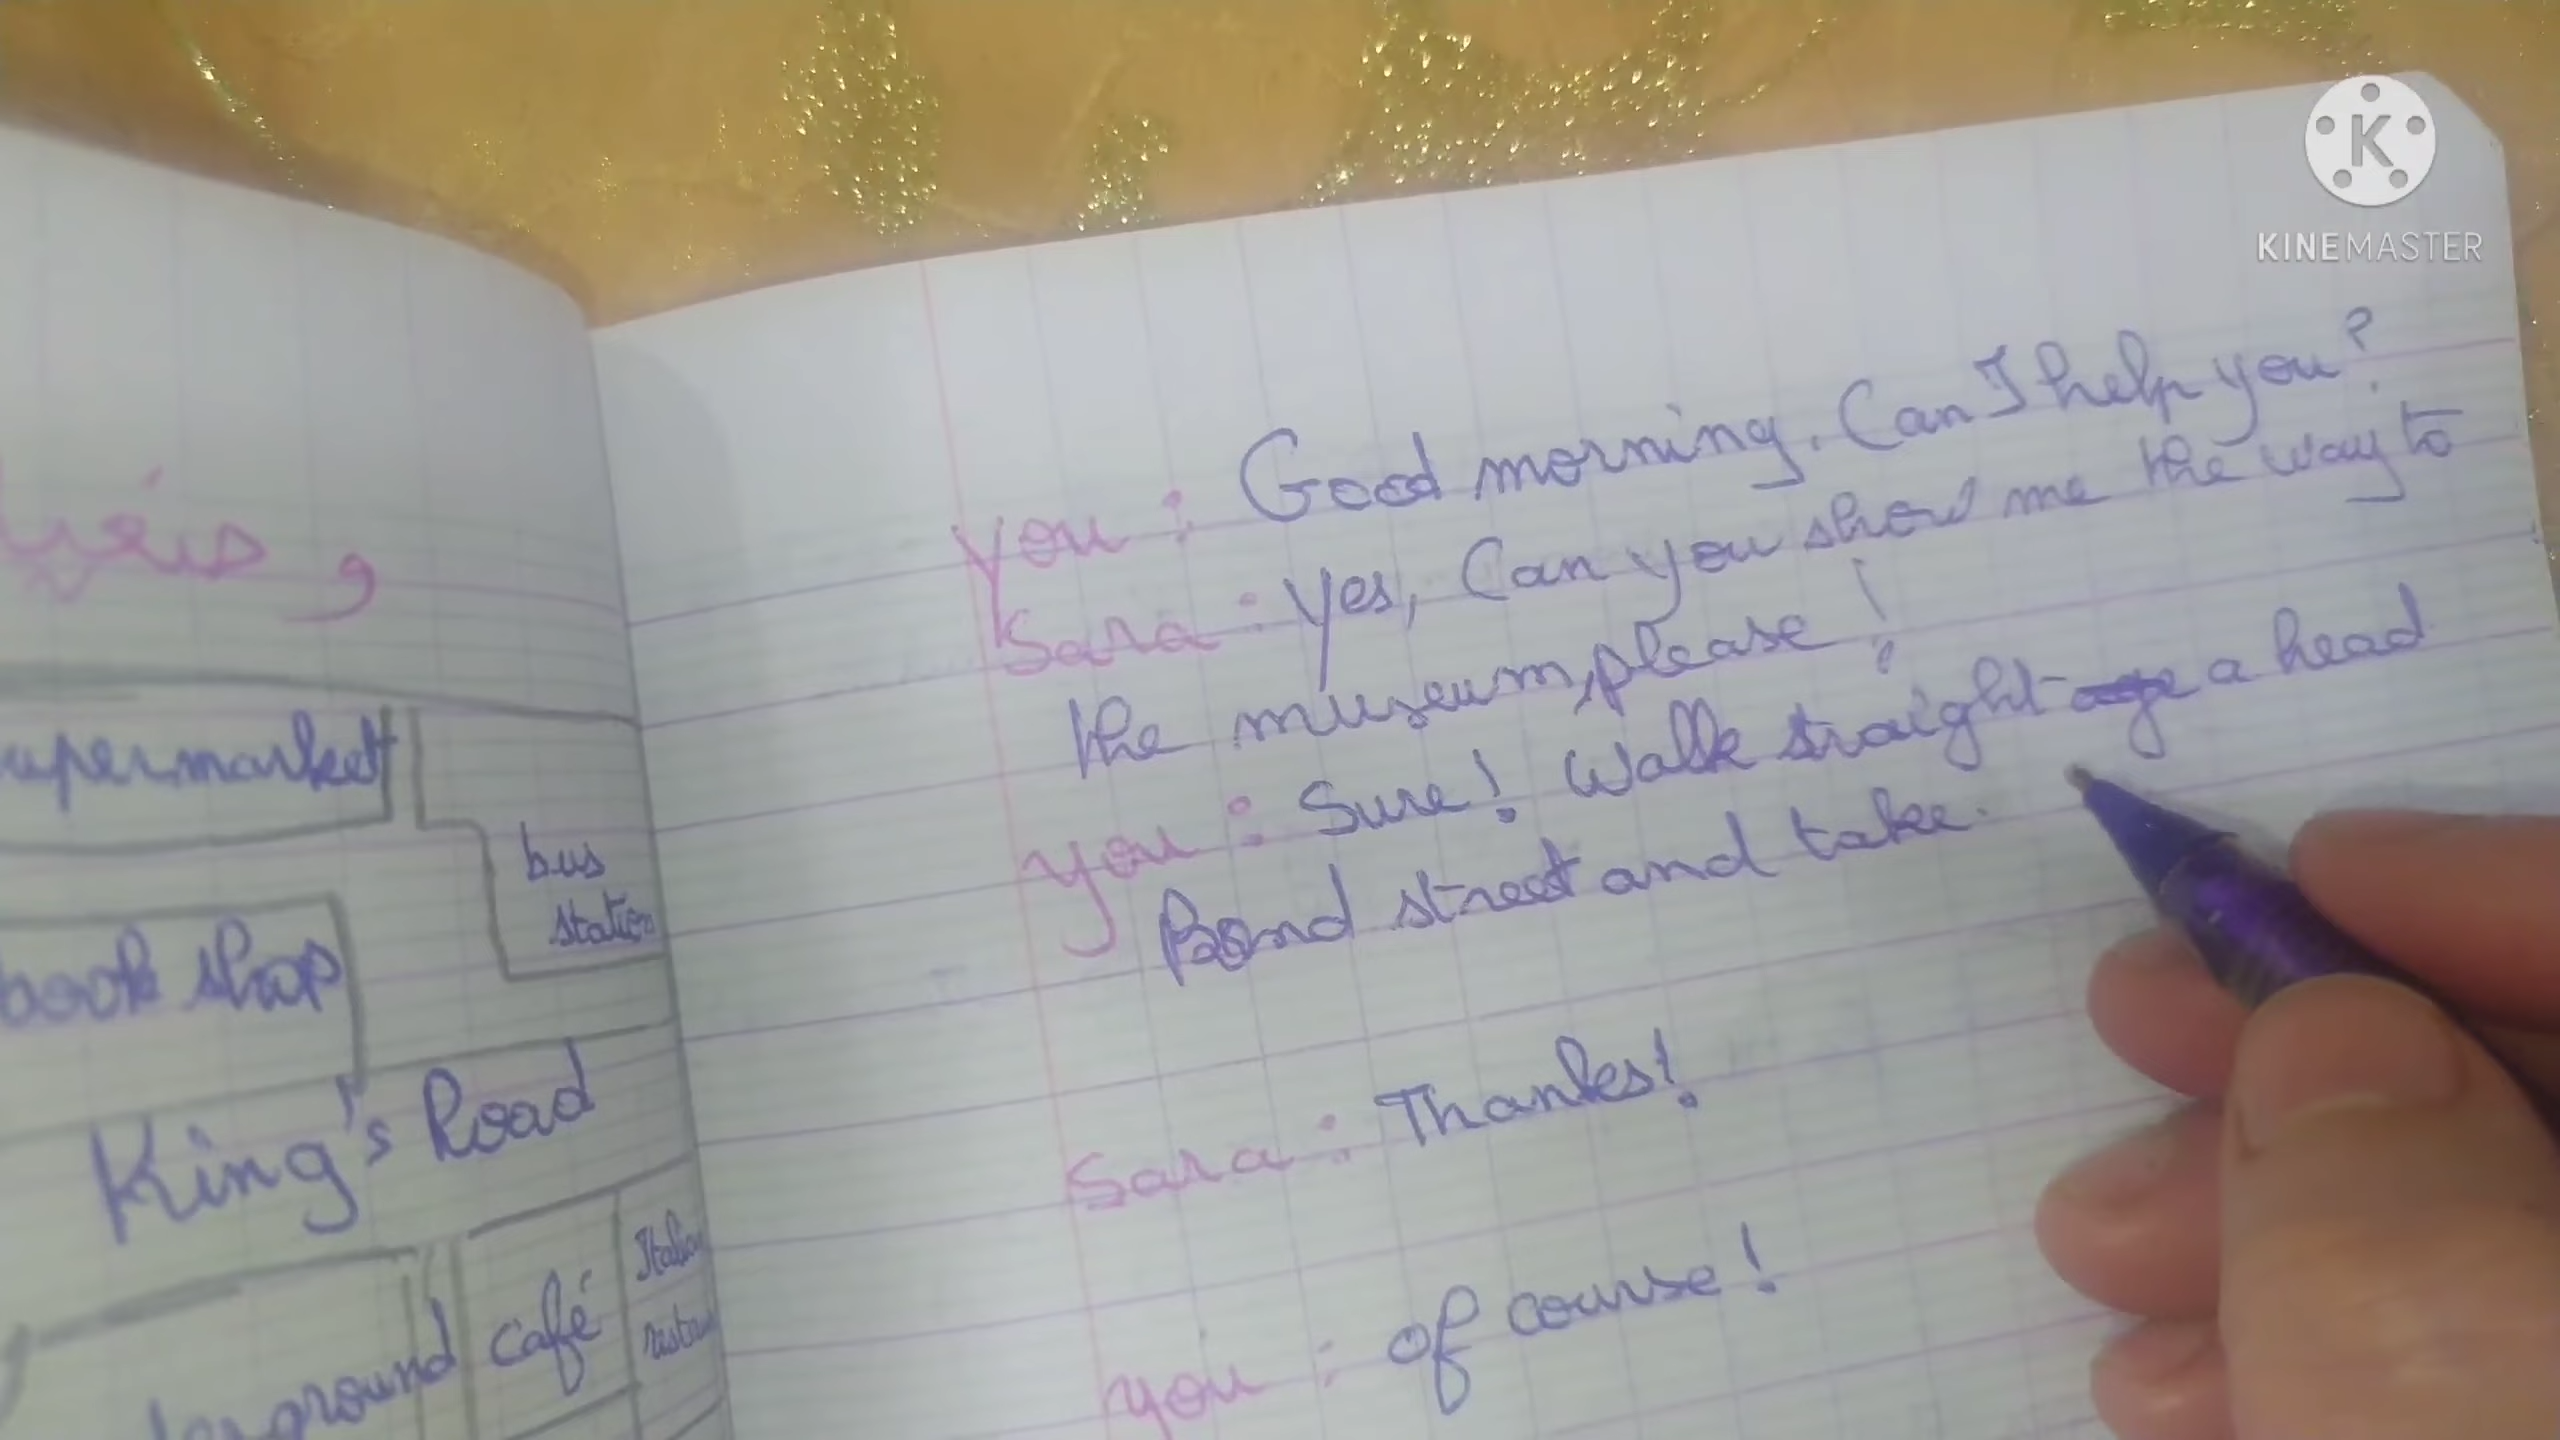 KINEMASTER
you : Good morning. Can I help you?
Sara : Yes, Can you show me the way to
the museum, please!
you : Sure! Walk straight a head
Bond street and take.
Sara : Thanks!
you : of course!
upermarket
bus
station
book shop
King's Road
café
Italian